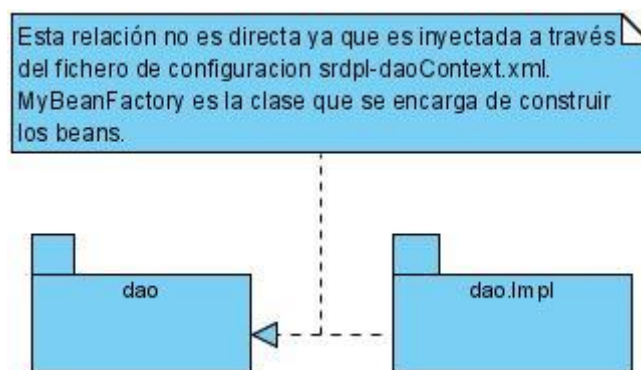 Esta relación no es directa ya que es inyectada a través
del fichero de configuracion srdpl-daoContext.xml.
MyBeanFactory es la clase que se encarga de construir
los beans.
dao
dao.Impl